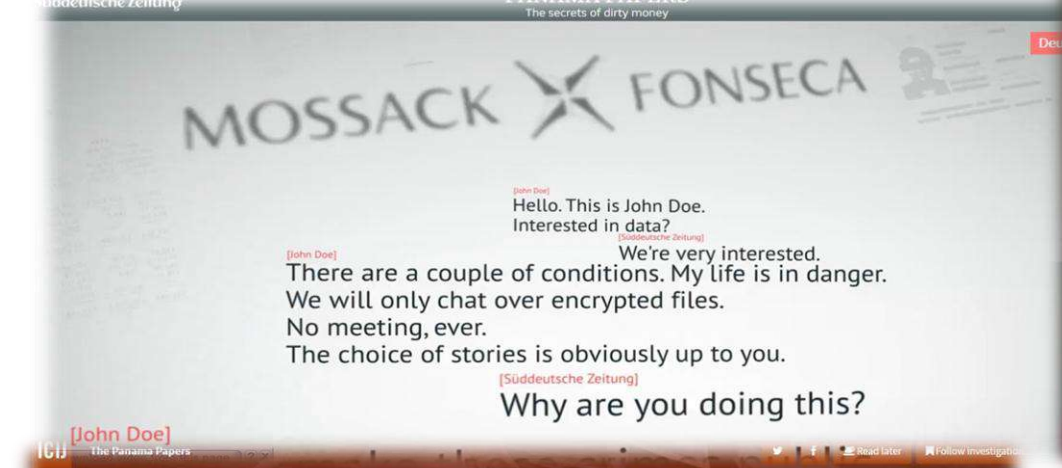 Süddeutsche Zeitung
PANAMA PAPERS
The secrets of dirty money
Deu
MOSSACK FONSECA
[John Doe]
Hello. This is John Doe.
Interested in data?
[Süddeutsche Zeitung]
We're very interested.
[John Doe]
There are a couple of conditions. My life is in danger.
We will only chat over encrypted files.
No meeting, ever.
The choice of stories is obviously up to you.
[Süddeutsche Zeitung]
Why are you doing this?
[John Doe]
ICIJ The Panama Papers
Read later
Follow investigation